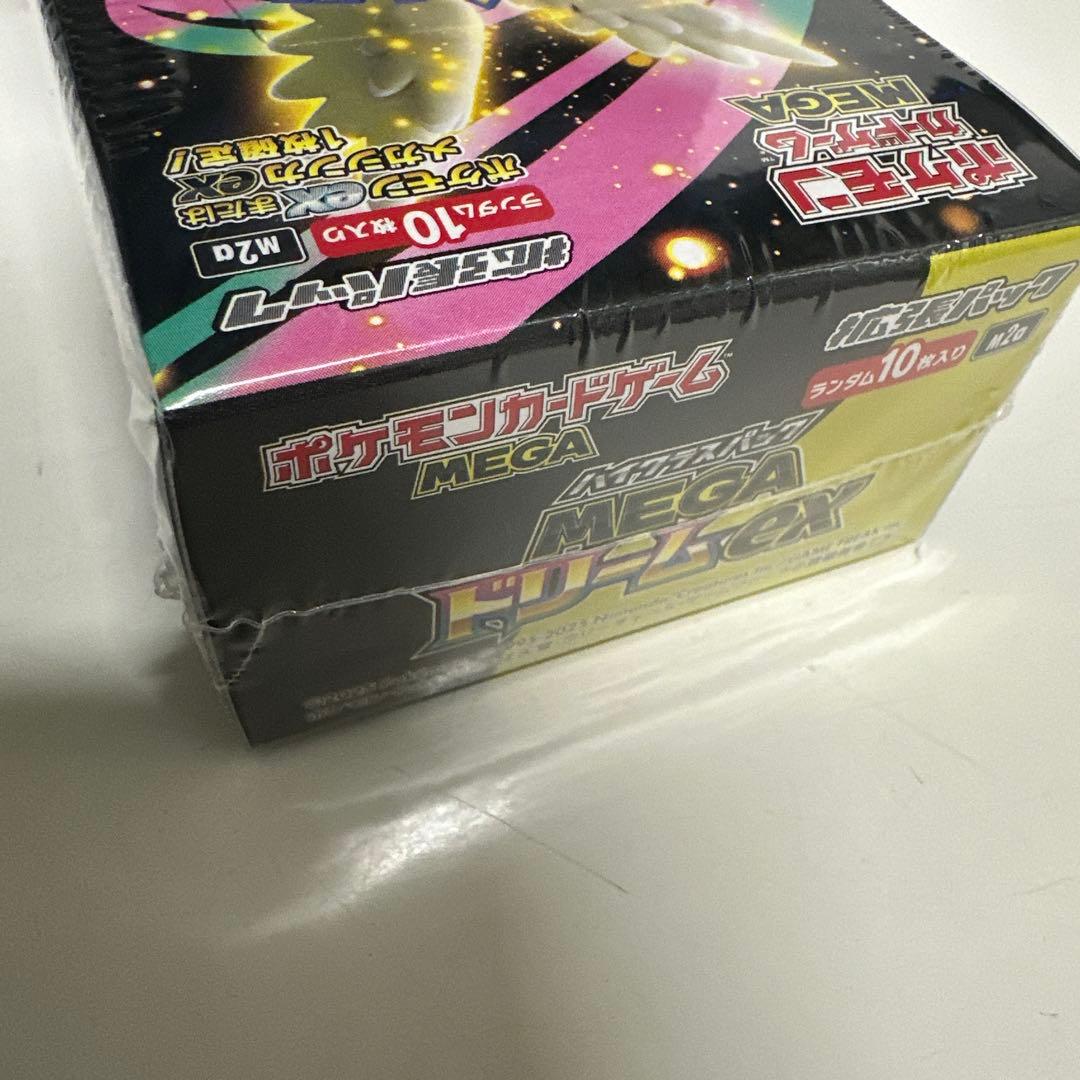 ポケモン
カードゲーム™
MEGA
拡張パック
M2a
ランダム10枚入り
ポケモンexまたは
メガシンカex
1枚確定!
ポケモンカードゲーム™
MEGA
拡張パック
ランダム10枚入り
M2a
ハイクラスパック
MEGA
ドリームex